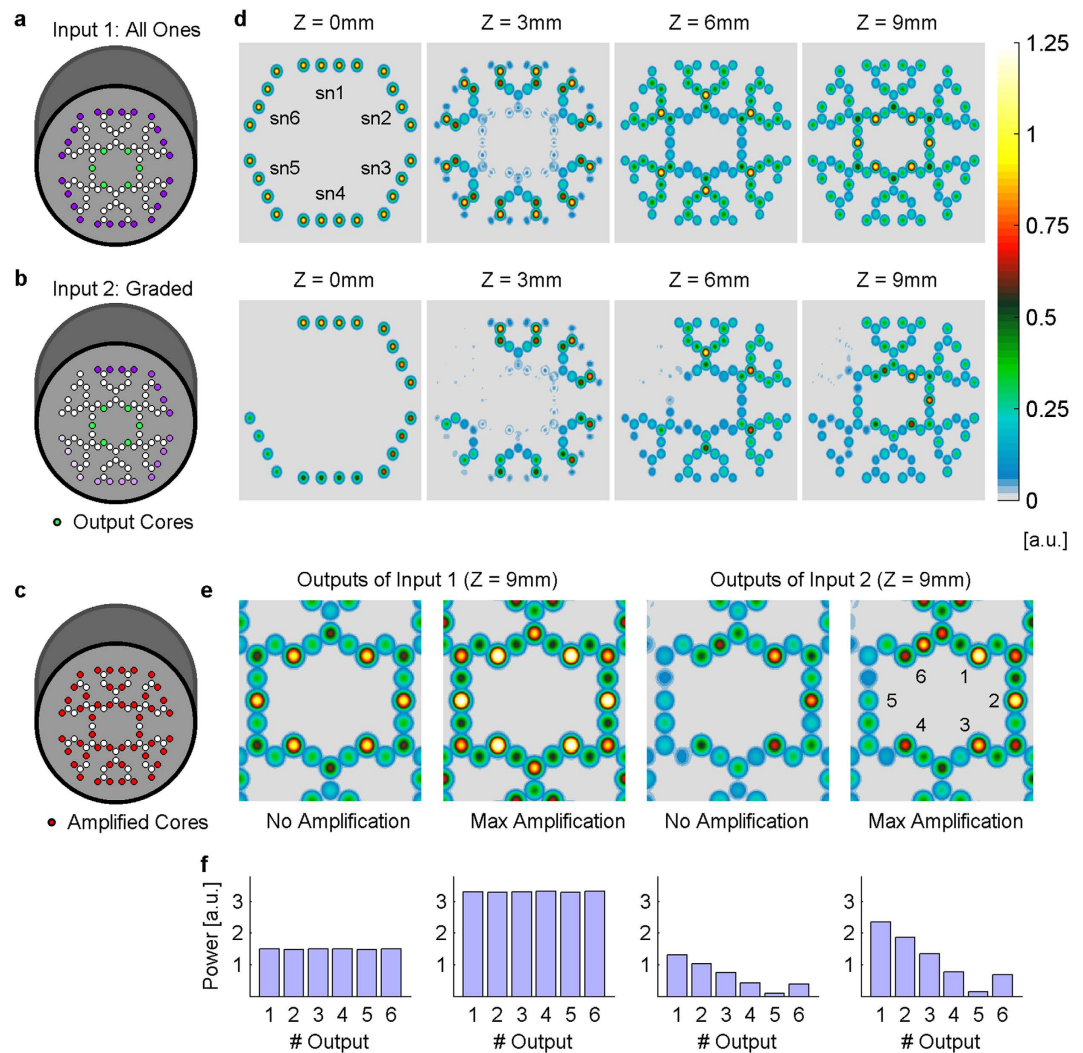 a
Input 1: All Ones
b
Input 2: Graded
Output Cores
c
Amplified Cores
d
Z = 0mm Z = 3mm Z = 6mm Z = 9mm
sn1
sn6 sn2
sn5 sn3
sn4
Z = 0mm Z = 3mm Z = 6mm Z = 9mm
1.25
1
0.75
0.5
0.25
0
[a.u.]
e
Outputs of Input 1 (Z = 9mm) Outputs of Input 2 (Z = 9mm)
6 1
5 2
4 3
No Amplification Max Amplification No Amplification Max Amplification
f
Power [a.u.]
3 3 3 3
2 2 2 2
1 1 1 1
1 2 3 4 5 6 1 2 3 4 5 6 1 2 3 4 5 6 1 2 3 4 5 6
# Output # Output # Output # Output